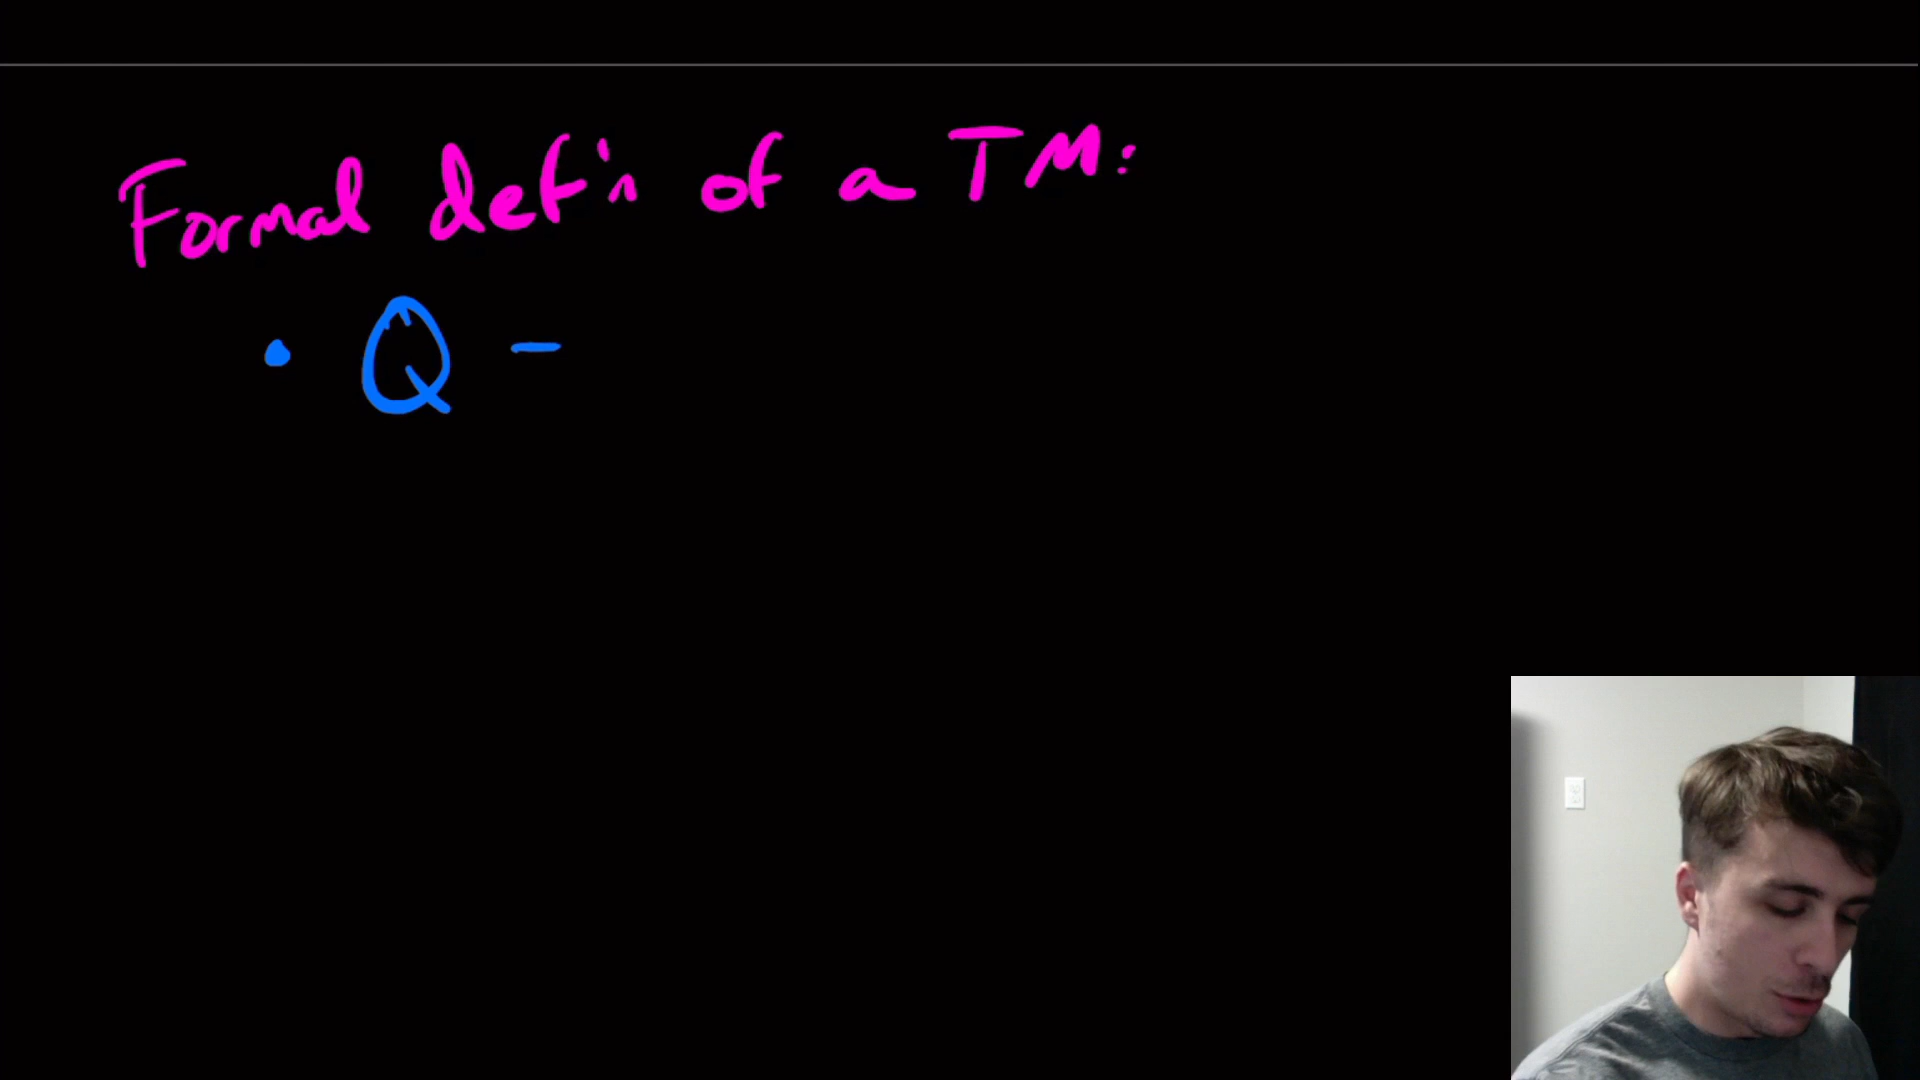 Formal def'n of a TM:
• Q -